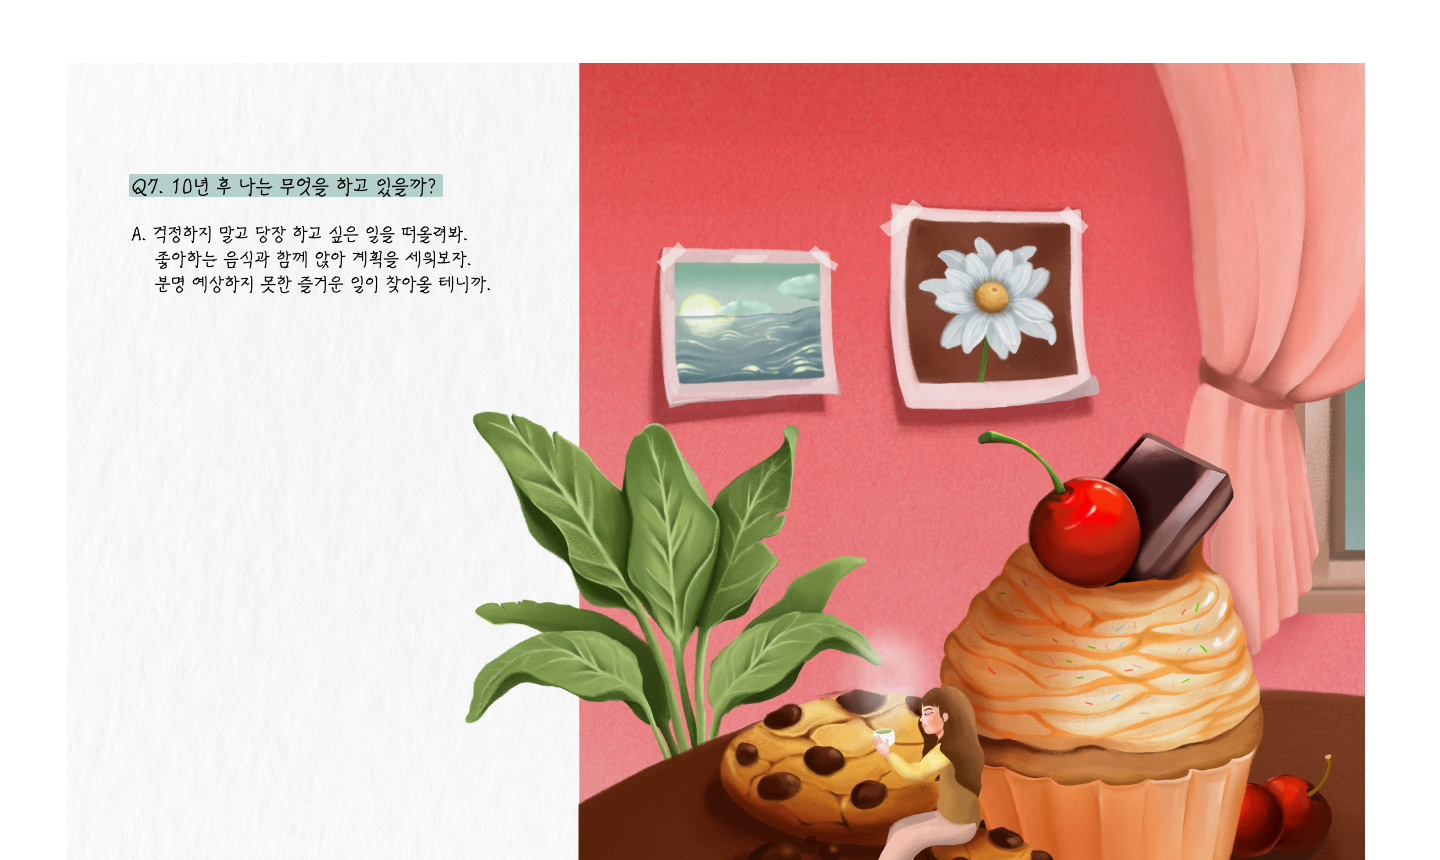 Q7. 10년 후 나는 무엇을 하고 있을까?
A. 걱정하지 말고 당장 하고 싶은 일을 떠올려봐.
좋아하는 음식과 함께 앉아 계획을 세워보자.
분명 예상하지 못한 즐거운 일이 찾아올 테니까.